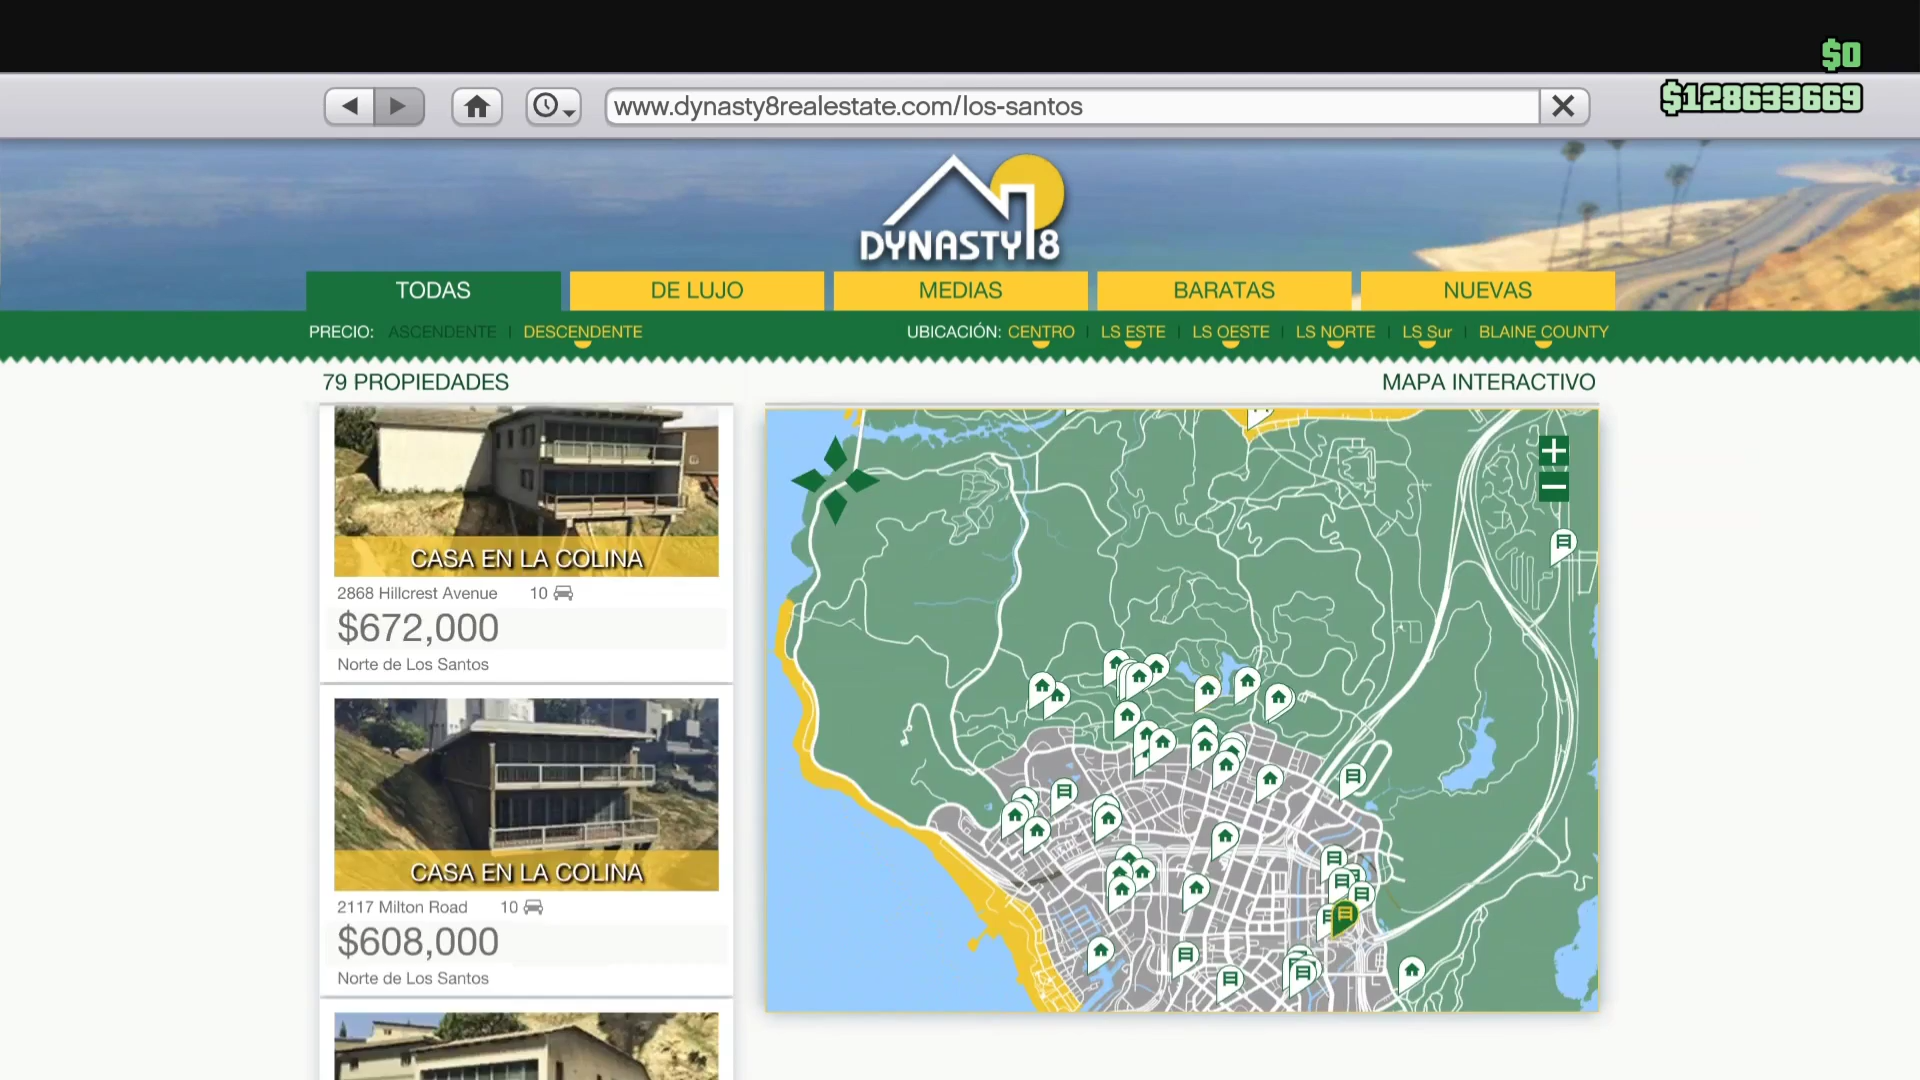 $0
$128633669
www.dynasty8realestate.com/los-santos
DYNASTY 8
TODAS
DE LUJO
MEDIAS
BARATAS
NUEVAS
PRECIO: ASCENDENTE | DESCENDENTE
UBICACIÓN: CENTRO | LS ESTE | LS OESTE | LS NORTE | LS Sur | BLAINE COUNTY
79 PROPIEDADES
MAPA INTERACTIVO
CASA EN LA COLINA
2868 Hillcrest Avenue 10
$672,000
Norte de Los Santos
CASA EN LA COLINA
2117 Milton Road 10
$608,000
Norte de Los Santos